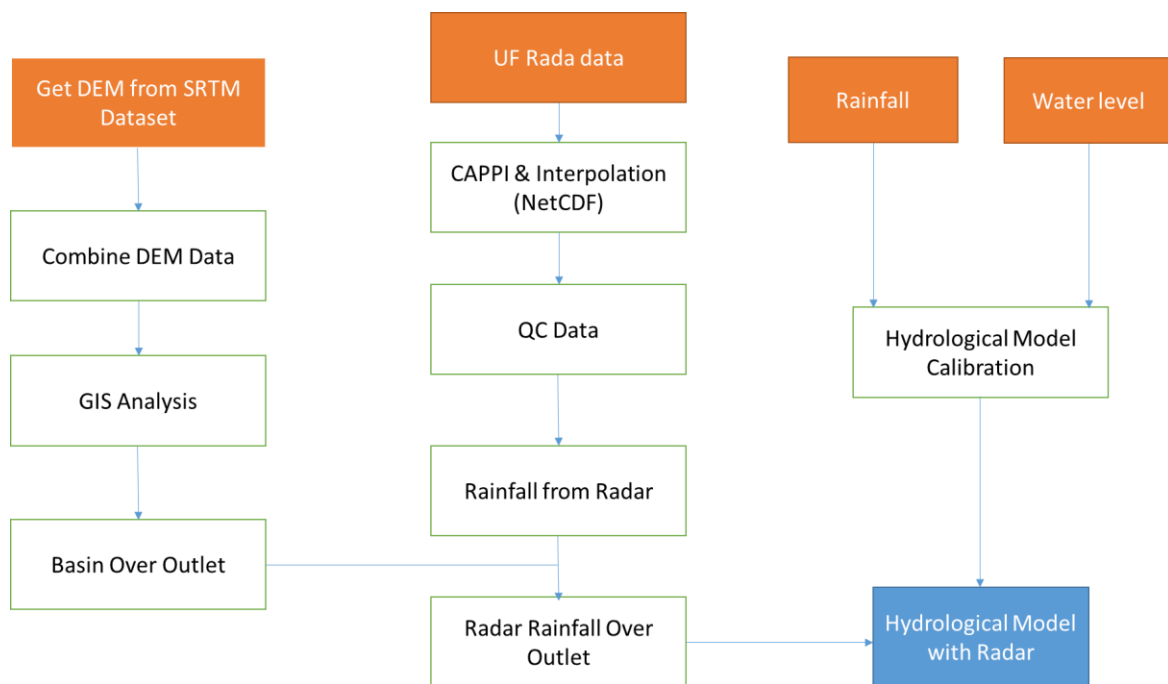 Get DEM from SRTM
Dataset
Combine DEM Data
GIS Analysis
Basin Over Outlet
UF Rada data
CAPPI & Interpolation
(NetCDF)
QC Data
Rainfall from Radar
Radar Rainfall Over
Outlet
Rainfall
Water level
Hydrological Model
Calibration
Hydrological Model
with Radar